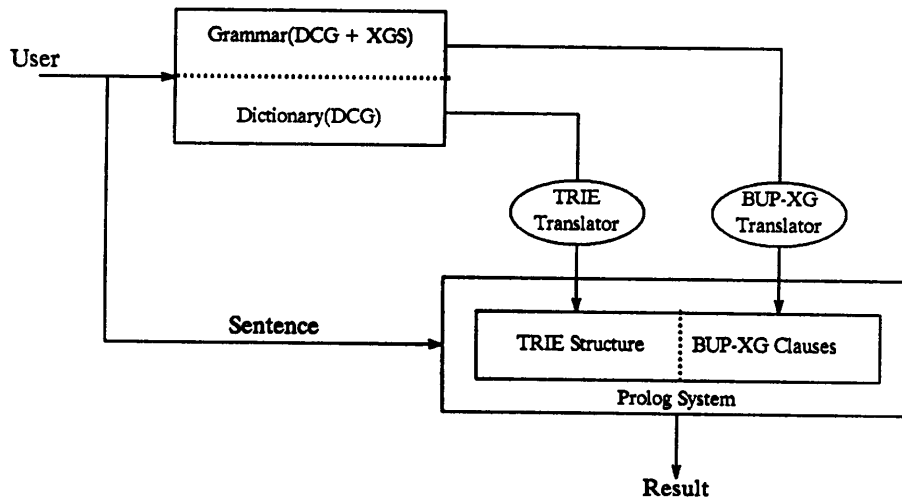 Grammar(DCG + XGS)
User
Dictionary(DCG)
TRIE
Translator
BUP-XG
Translator
Sentence
TRIE Structure
BUP-XG Clauses
Prolog System
Result